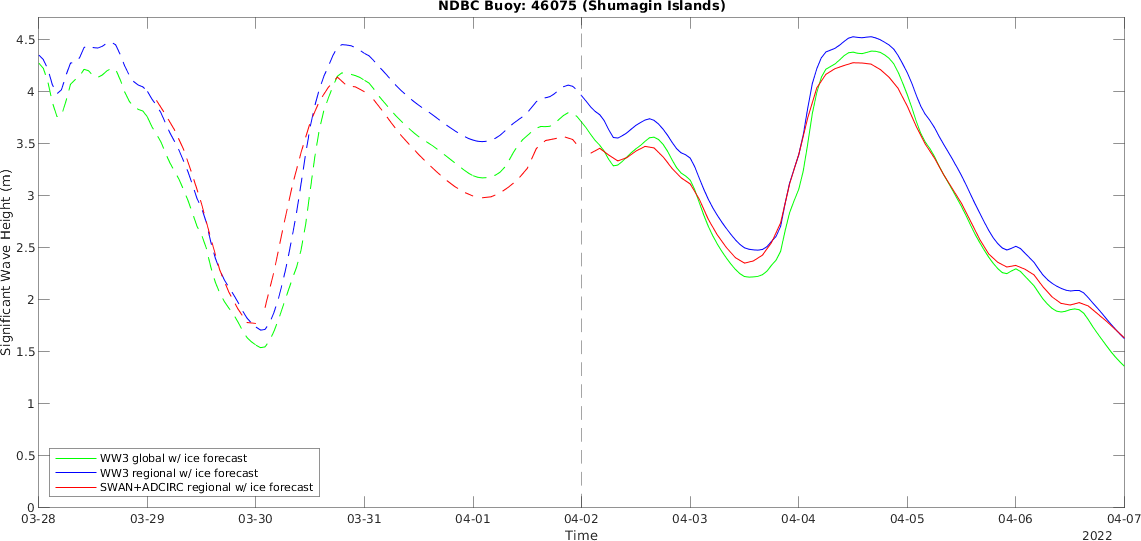 NDBC Buoy: 46075 (Shumagin Islands)
Significant Wave Height (m)
4.5
4
3.5
3
2.5
2
1.5
1
0.5
0
WW3 global w/ ice forecast
WW3 regional w/ ice forecast
SWAN+ADCIRC regional w/ ice forecast
03-28 03-29 03-30 03-31 04-01 04-02 04-03 04-04 04-05 04-06 04-07
Time
2022